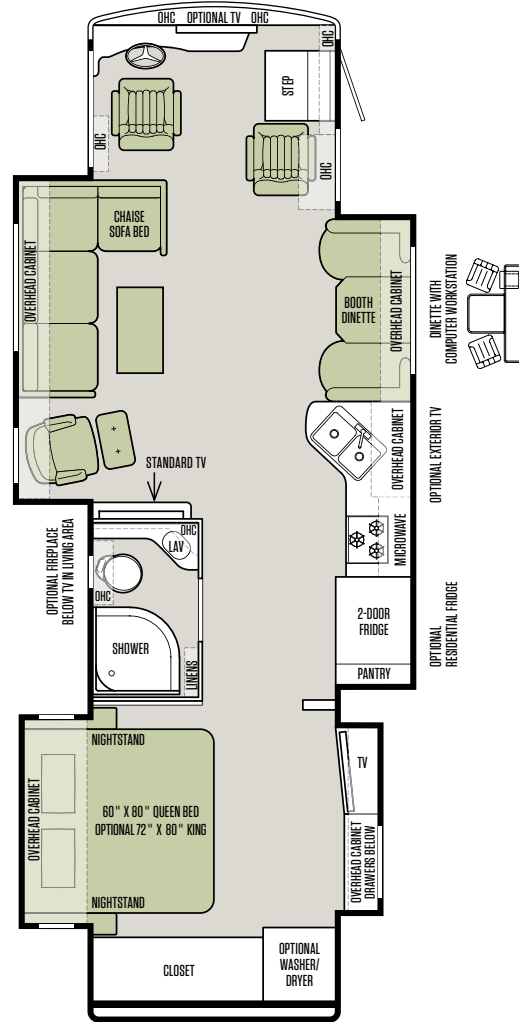 OHC OPTIONAL TV OHC
OHC
STEP
OHC
OHC
CHAISE
SOFA BED
OVERHEAD CABINET
BOOTH
DINETTE
OVERHEAD CABINET
DINETTE WITH
COMPUTER WORKSTATION
OVERHEAD CABINET
OPTIONAL EXTERIOR TV
STANDARD TV
OHC
LAV
MICROWAVE
OPTIONAL FIREPLACE
BELOW TV IN LIVING AREA
OHC
2-DOOR
FRIDGE
OPTIONAL
RESIDENTIAL FRIDGE
SHOWER
LINENS
PANTRY
NIGHTSTAND
TV
OVERHEAD CABINET
60" X 80" QUEEN BED
OPTIONAL 72" X 80" KING
OVERHEAD CABINET
DRAWERS BELOW
NIGHTSTAND
CLOSET
OPTIONAL
WASHER/
DRYER